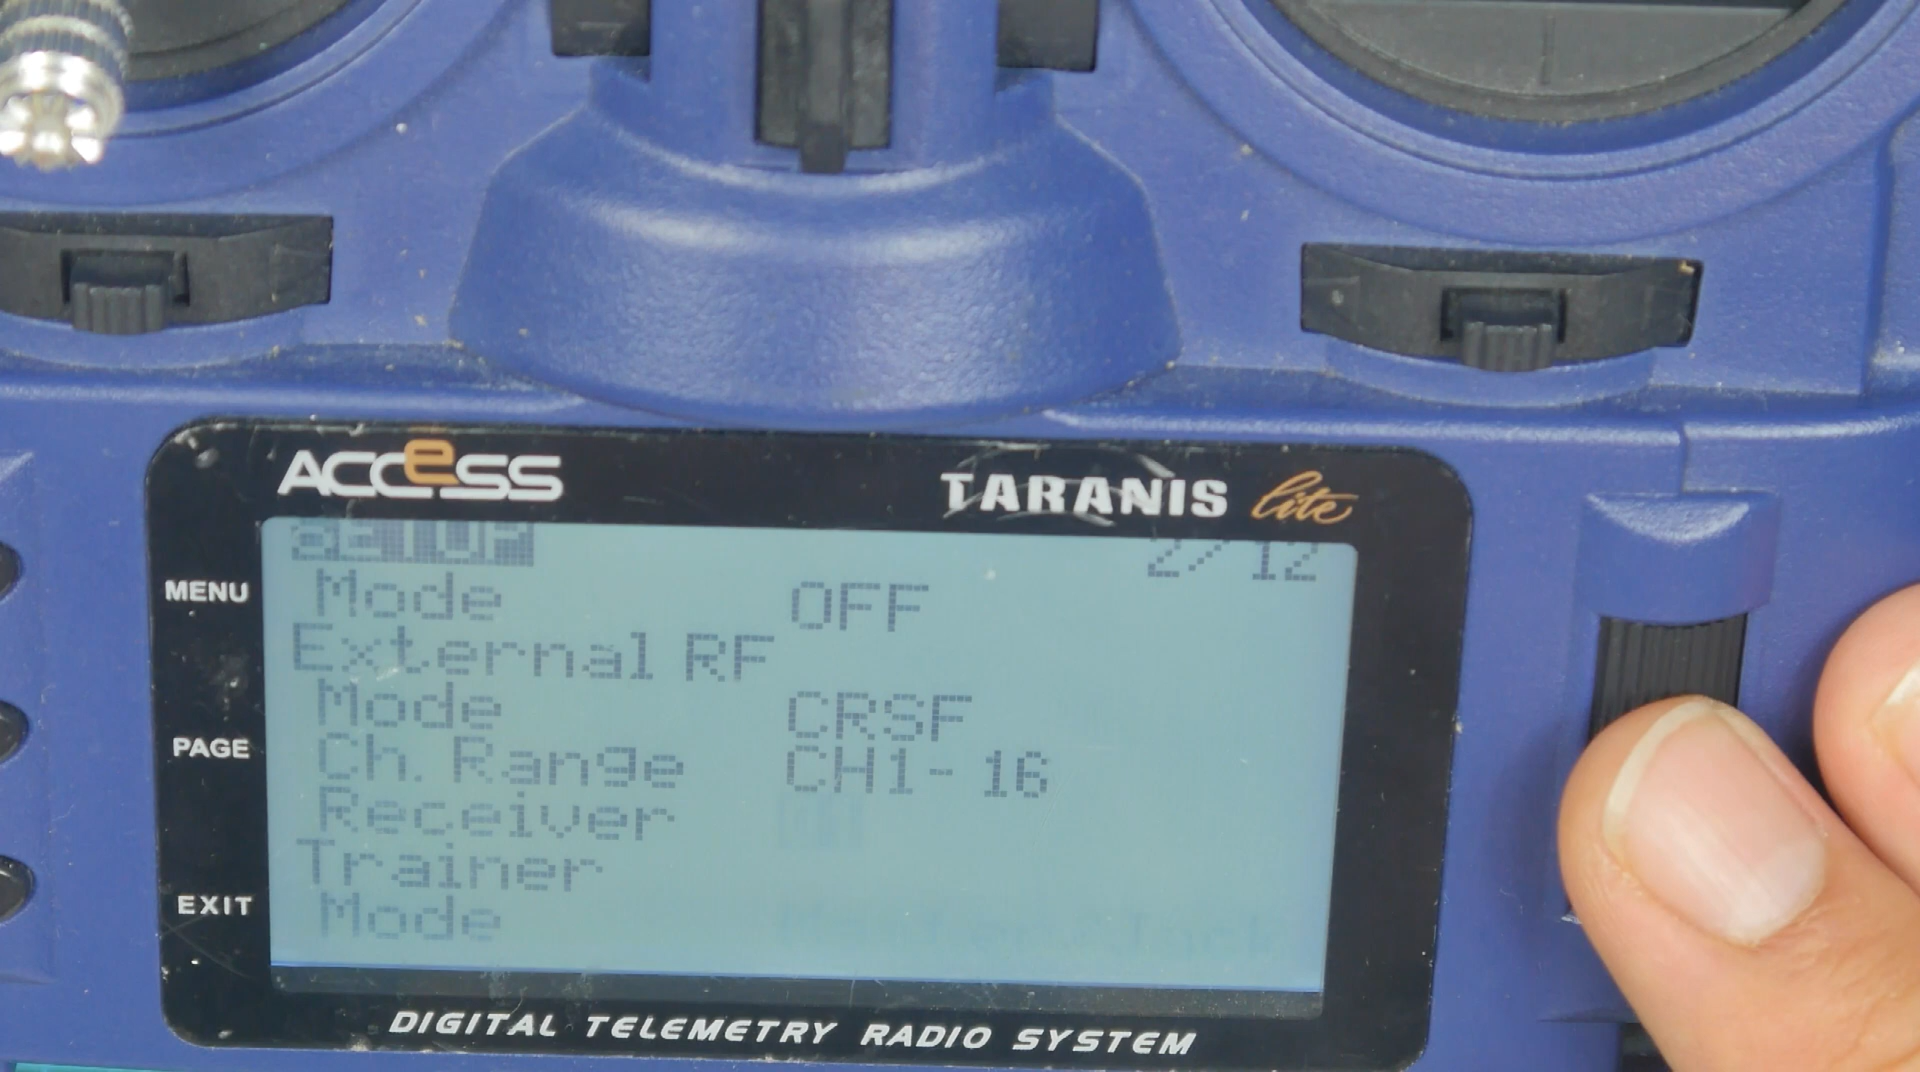 ACCeSS TARANIS lite
SETUP 2/12
MENU
Mode OFF
External RF
Mode CRSF
PAGE
Ch. Range CH1-16
Receiver
Trainer
EXIT
Mode
DIGITAL TELEMETRY RADIO SYSTEM